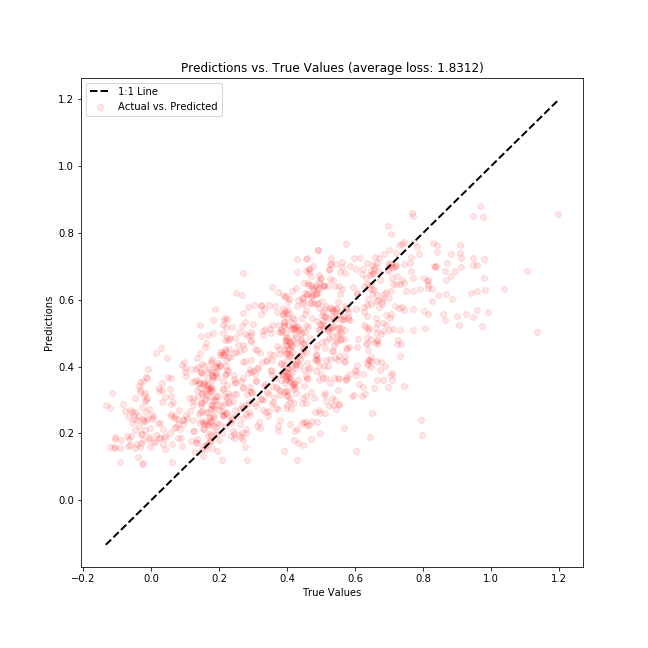 Predictions vs. True Values (average loss: 1.8312)
1:1 Line
Actual vs. Predicted
1.2
1.0
0.8
0.6
0.4
0.2
0.0
Predictions
−0.2 0.0 0.2 0.4 0.6 0.8 1.0 1.2
True Values